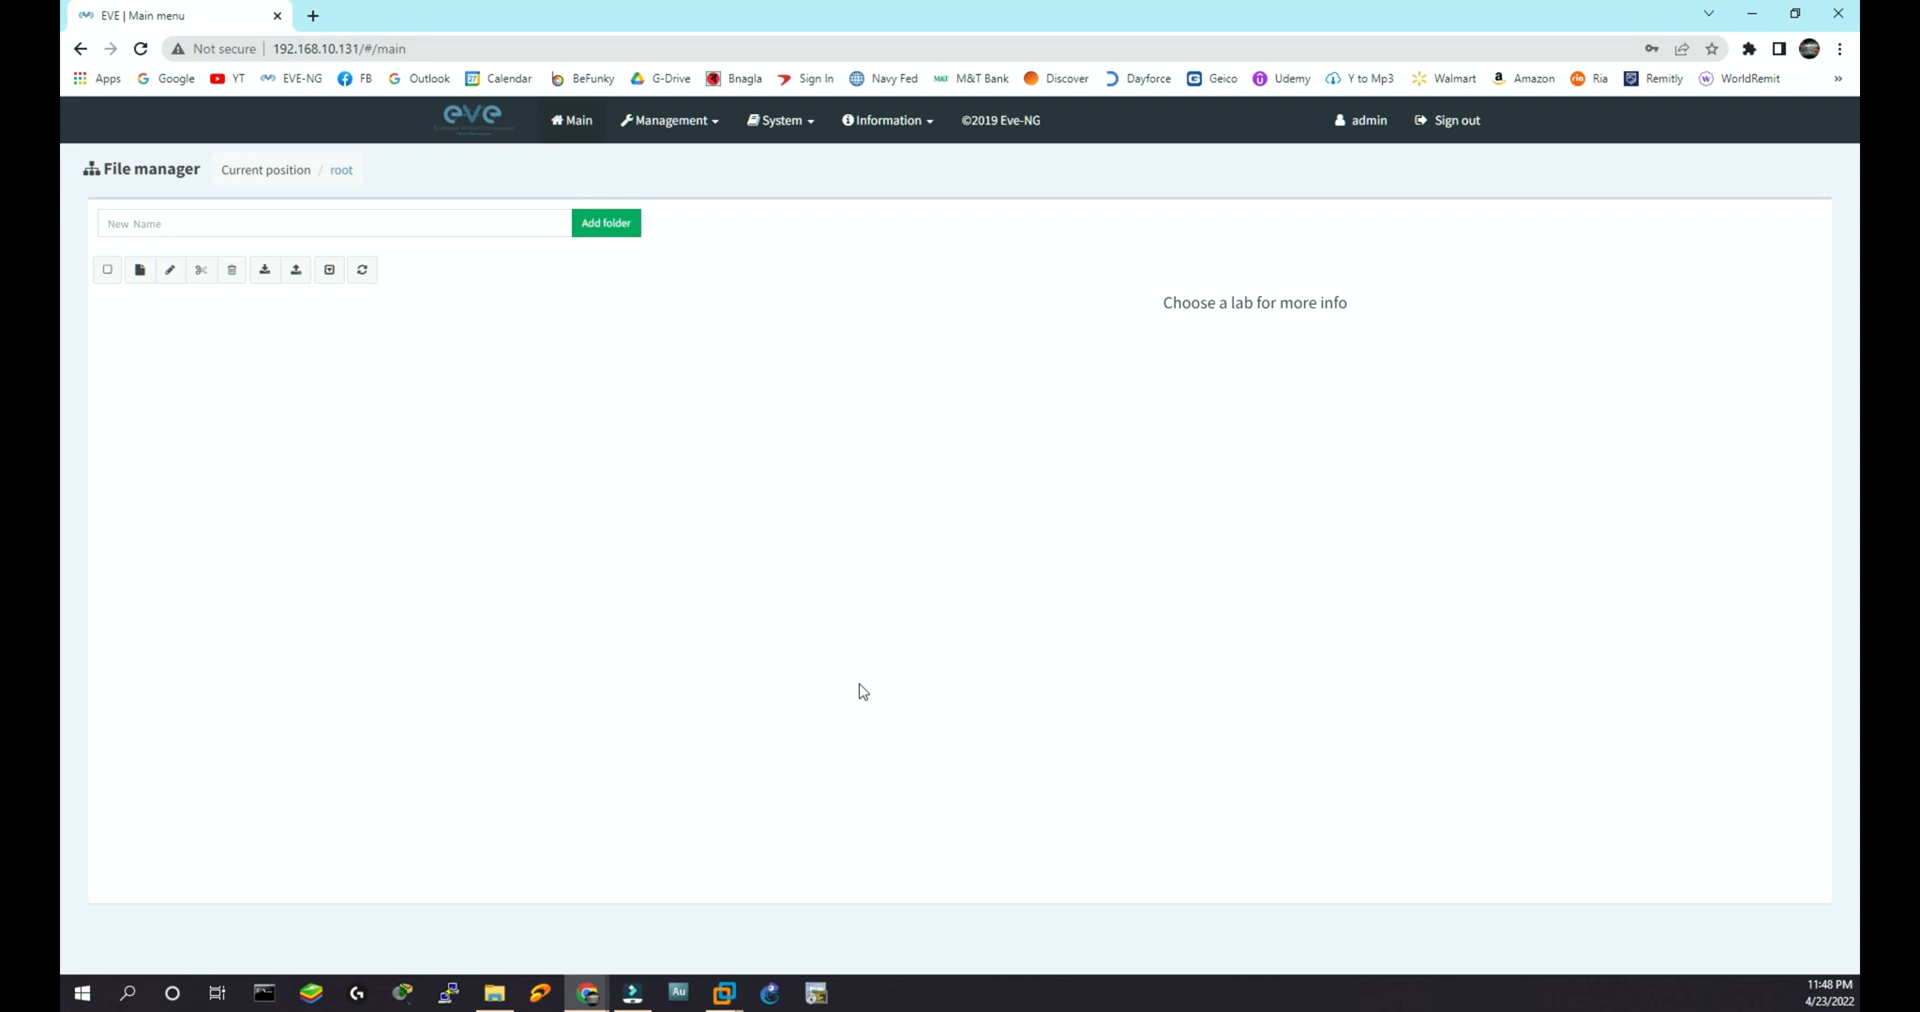 EVE | Main menu
Not secure | 192.168.10.131/#/main
Apps Google YT EVE-NG FB Outlook Calendar BeFunky G-Drive Bnagla Sign In Navy Fed M&T Bank Discover Dayforce Geico Udemy Y to Mp3 Walmart Amazon Ria Remitly WorldRemit »
eve Main Management System Information ©2019 Eve-NG admin Sign out
File manager Current position / root
New Name Add folder
Choose a lab for more info
Au
11:48 PM
4/23/2022